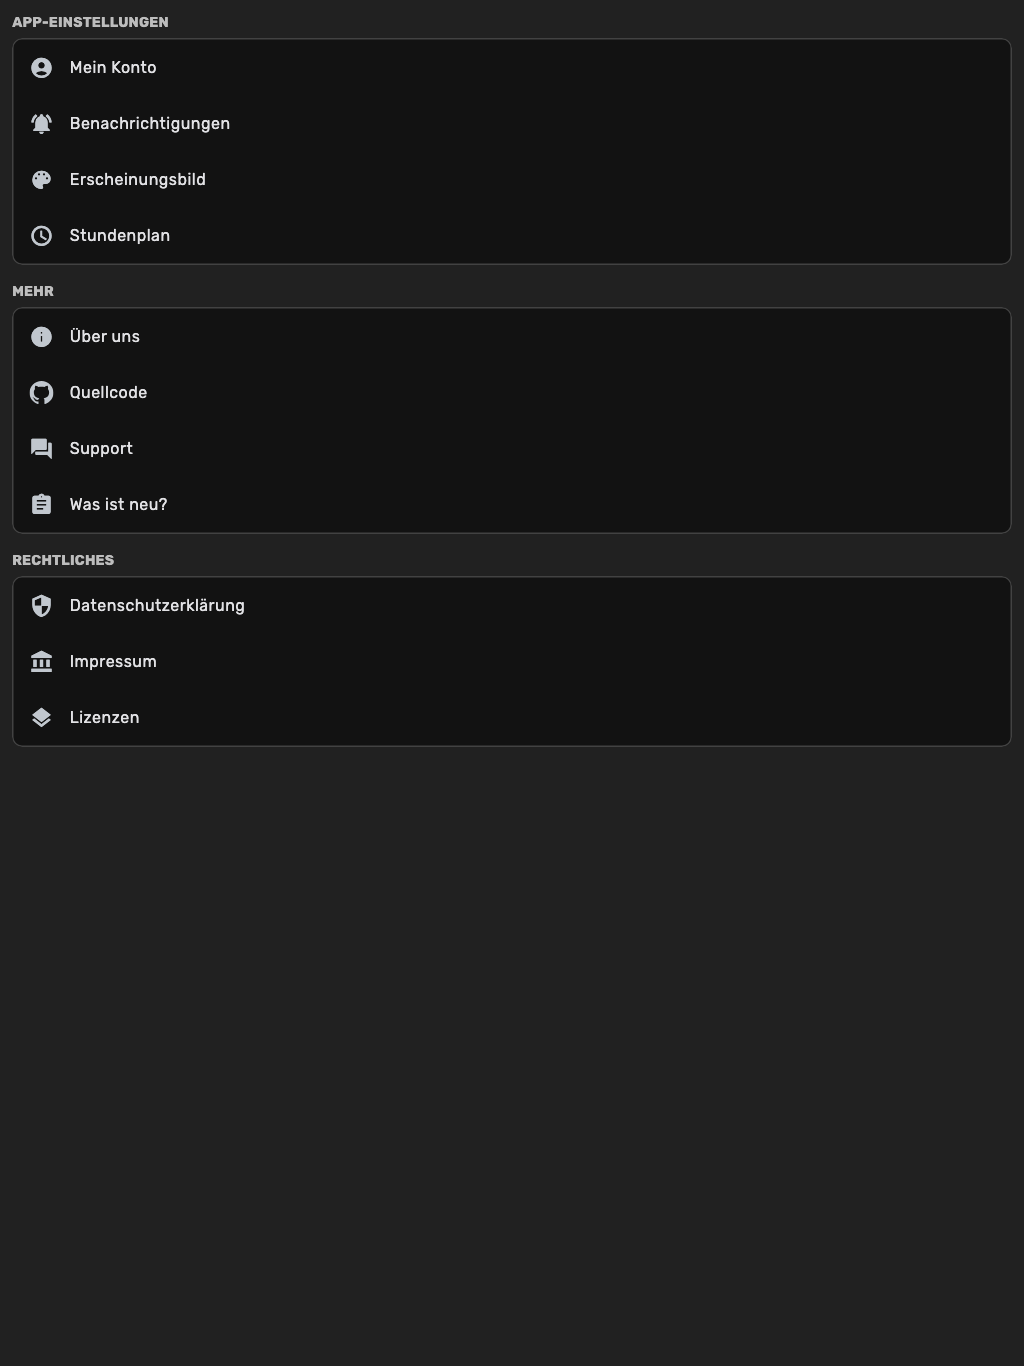 APP-EINSTELLUNGEN
Mein Konto
Benachrichtigungen
Erscheinungsbild
Stundenplan
MEHR
Über uns
Quellcode
Support
Was ist neu?
RECHTLICHES
Datenschutzerklärung
Impressum
Lizenzen